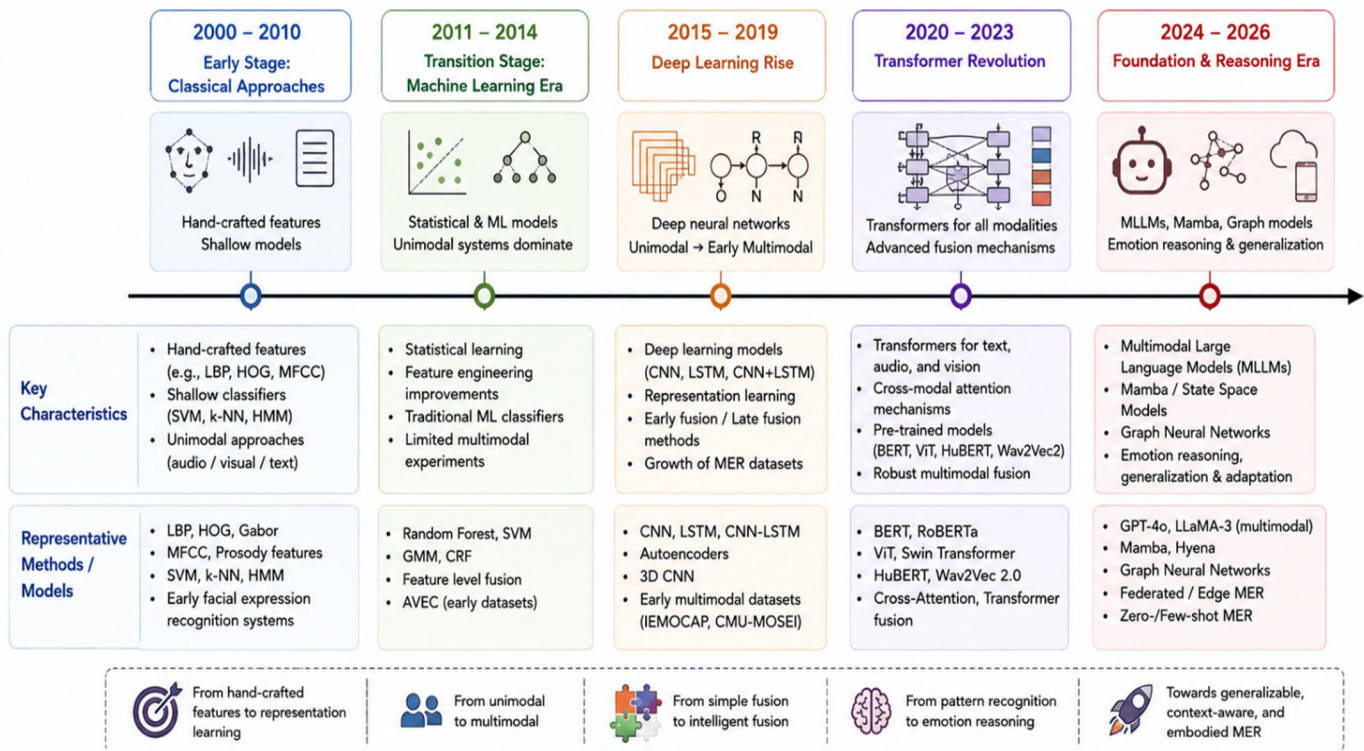 2000 – 2010
Early Stage:
Classical Approaches
2011 – 2014
Transition Stage:
Machine Learning Era
2015 – 2019
Deep Learning Rise
2020 – 2023
Transformer Revolution
2024 – 2026
Foundation & Reasoning Era
Hand-crafted features
Shallow models
Statistical & ML models
Unimodal systems dominate
R
R
O
N
N
Deep neural networks
Unimodal → Early Multimodal
Transformers for all modalities
Advanced fusion mechanisms
MLLMs, Mamba, Graph models
Emotion reasoning & generalization
Key
Characteristics
• Hand-crafted features
(e.g., LBP, HOG, MFCC)
• Shallow classifiers
(SVM, k-NN, HMM)
• Unimodal approaches
(audio / visual / text)
• Statistical learning
• Feature engineering
improvements
• Traditional ML classifiers
• Limited multimodal
experiments
• Deep learning models
(CNN, LSTM, CNN+LSTM)
• Representation learning
• Early fusion / Late fusion
methods
• Growth of MER datasets
• Transformers for text,
audio, and vision
• Cross-modal attention
mechanisms
• Pre-trained models
(BERT, ViT, HuBERT, Wav2Vec2)
• Robust multimodal fusion
• Multimodal Large
Language Models (MLLMs)
• Mamba / State Space
Models
• Graph Neural Networks
• Emotion reasoning,
generalization & adaptation
Representative
Methods /
Models
• LBP, HOG, Gabor
• MFCC, Prosody features
• SVM, k-NN, HMM
• Early facial expression
recognition systems
• Random Forest, SVM
• GMM, CRF
• Feature level fusion
• AVEC (early datasets)
• CNN, LSTM, CNN-LSTM
• Autoencoders
• 3D CNN
• Early multimodal datasets
(IEMOCAP, CMU-MOSEI)
• BERT, RoBERTa
• ViT, Swin Transformer
• HuBERT, Wav2Vec 2.0
• Cross-Attention, Transformer
fusion
• GPT-4o, LLaMA-3 (multimodal)
• Mamba, Hyena
• Graph Neural Networks
• Federated / Edge MER
• Zero-/Few-shot MER
From hand-crafted
features to representation
learning
From unimodal
to multimodal
From simple fusion
to intelligent fusion
From pattern recognition
to emotion reasoning
Towards generalizable,
context-aware, and
embodied MER